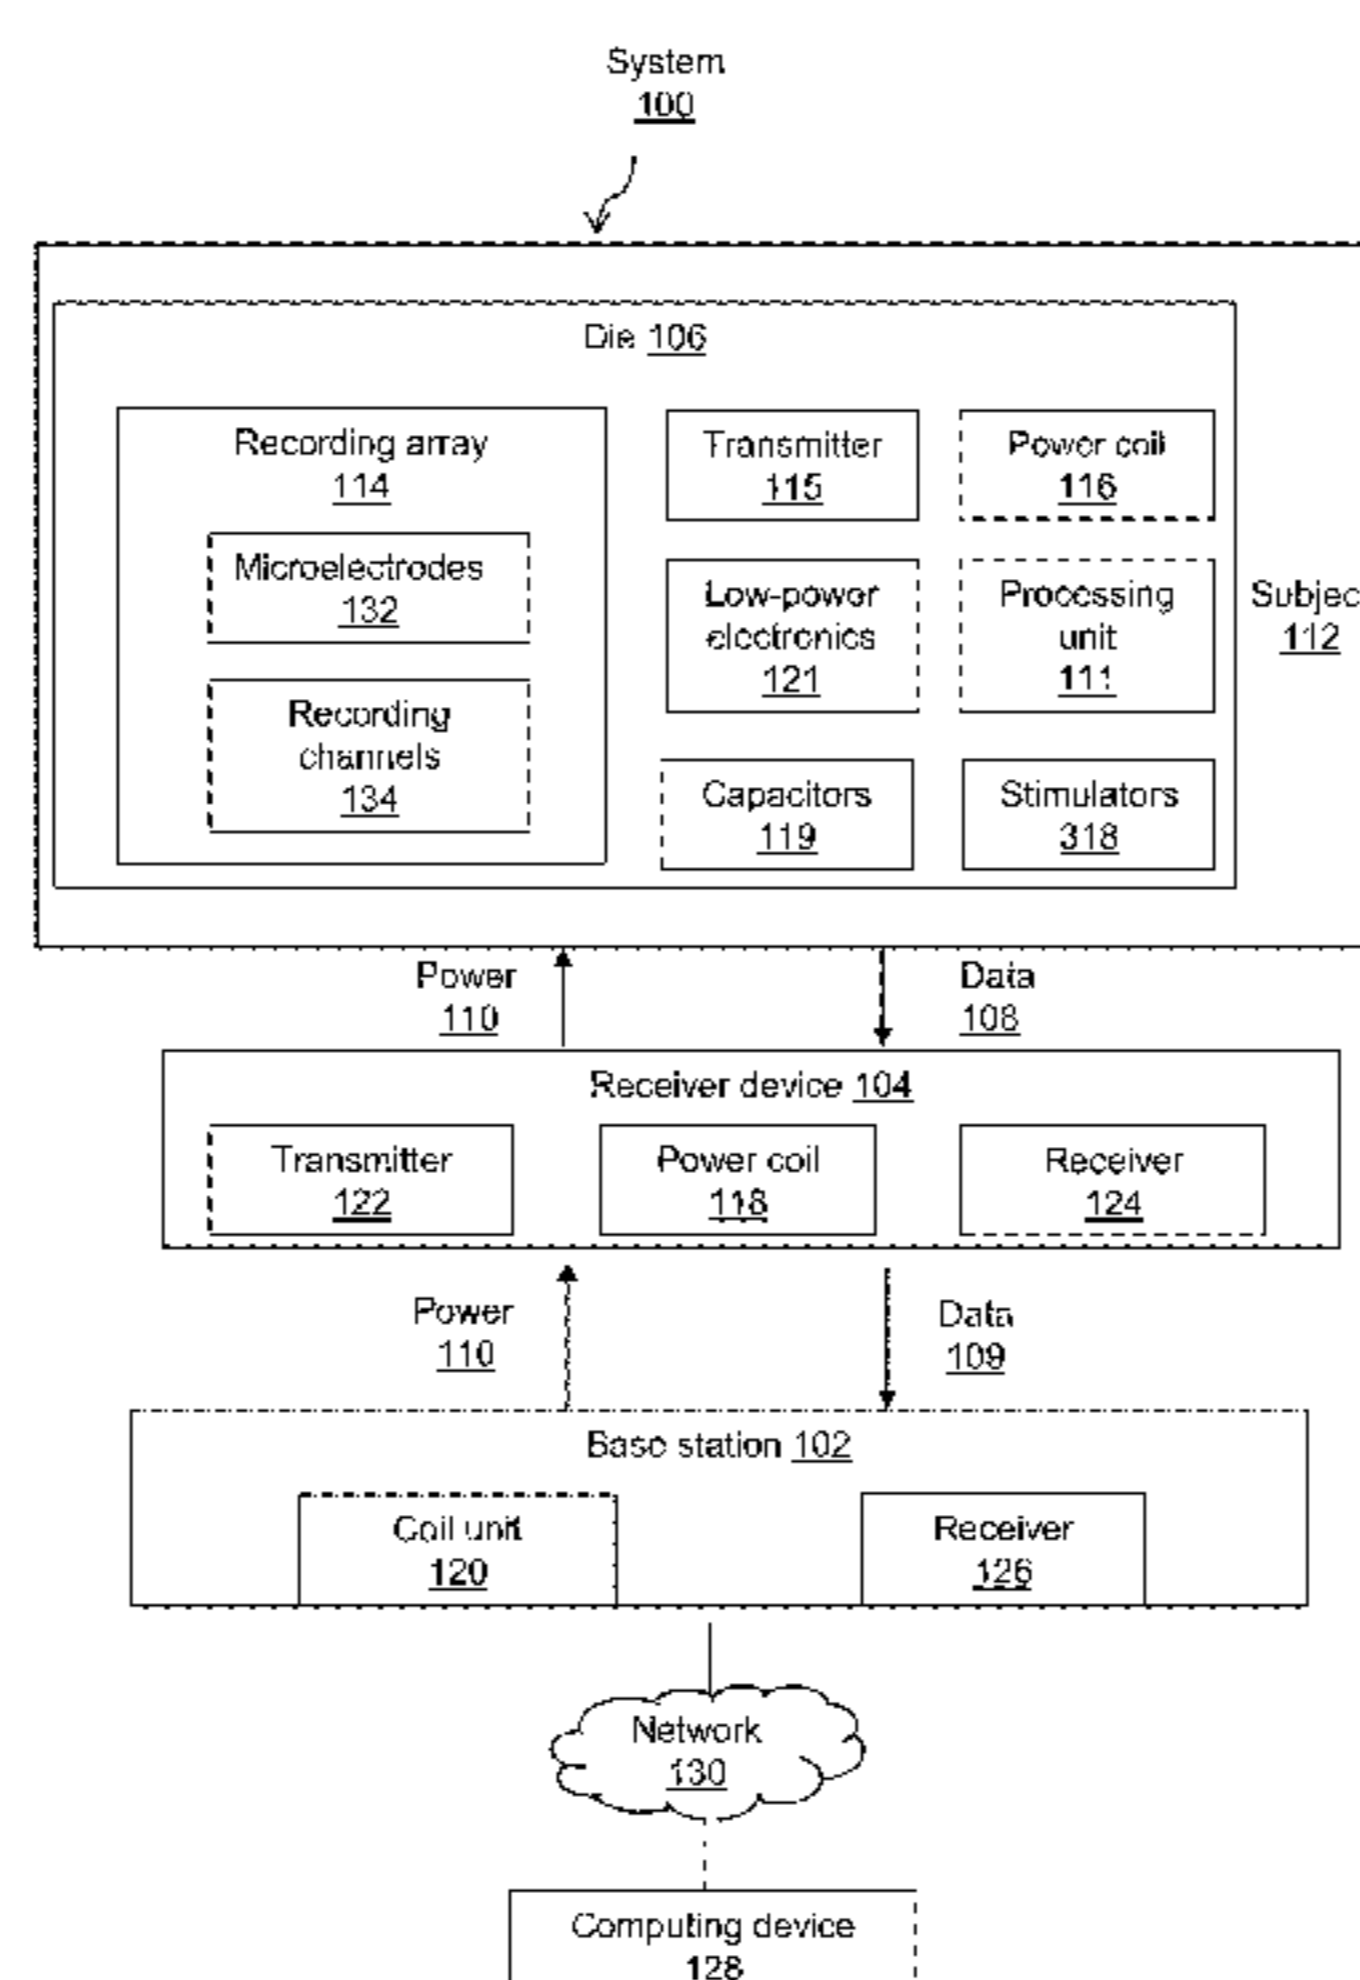 System
100
Die 106
Recording array
114
Microelectrodes
132
Recording
channels
134
Transmitter
115
Power coil
116
Low-power
electronics
121
Processing
unit
111
Capacitors
119
Stimulators
318
Subjec
112
Power
110
Data
108
Receiver device 104
Transmitter
122
Power coil
118
Receiver
124
Power
110
Data
109
Base station 102
Coil unit
120
Receiver
126
Network
130
Computing device
128